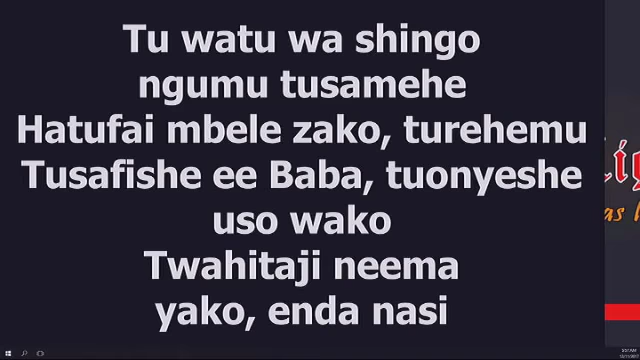 Tu watu wa shingo
ngumu tusamehe
Hatufai mbele zako, turehemu
Tusafishe ee Baba, tuonyeshe
uso wako
Twahitaji neema
yako, enda nasi